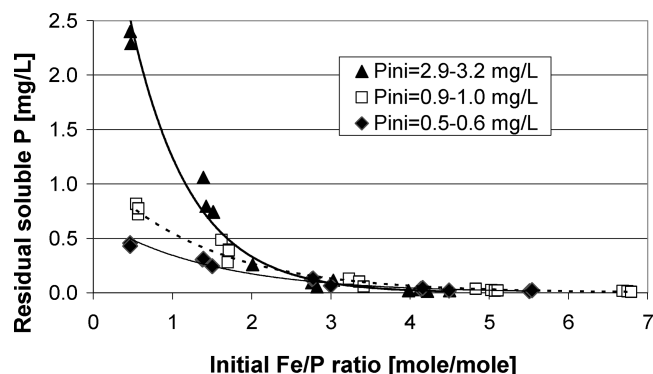 2.5
2.0
1.5
1.0
0.5
0.0
Residual soluble P [mg/L]
Pini=2.9-3.2 mg/L
Pini=0.9-1.0 mg/L
Pini=0.5-0.6 mg/L
0 1 2 3 4 5 6 7
Initial Fe/P ratio [mole/mole]